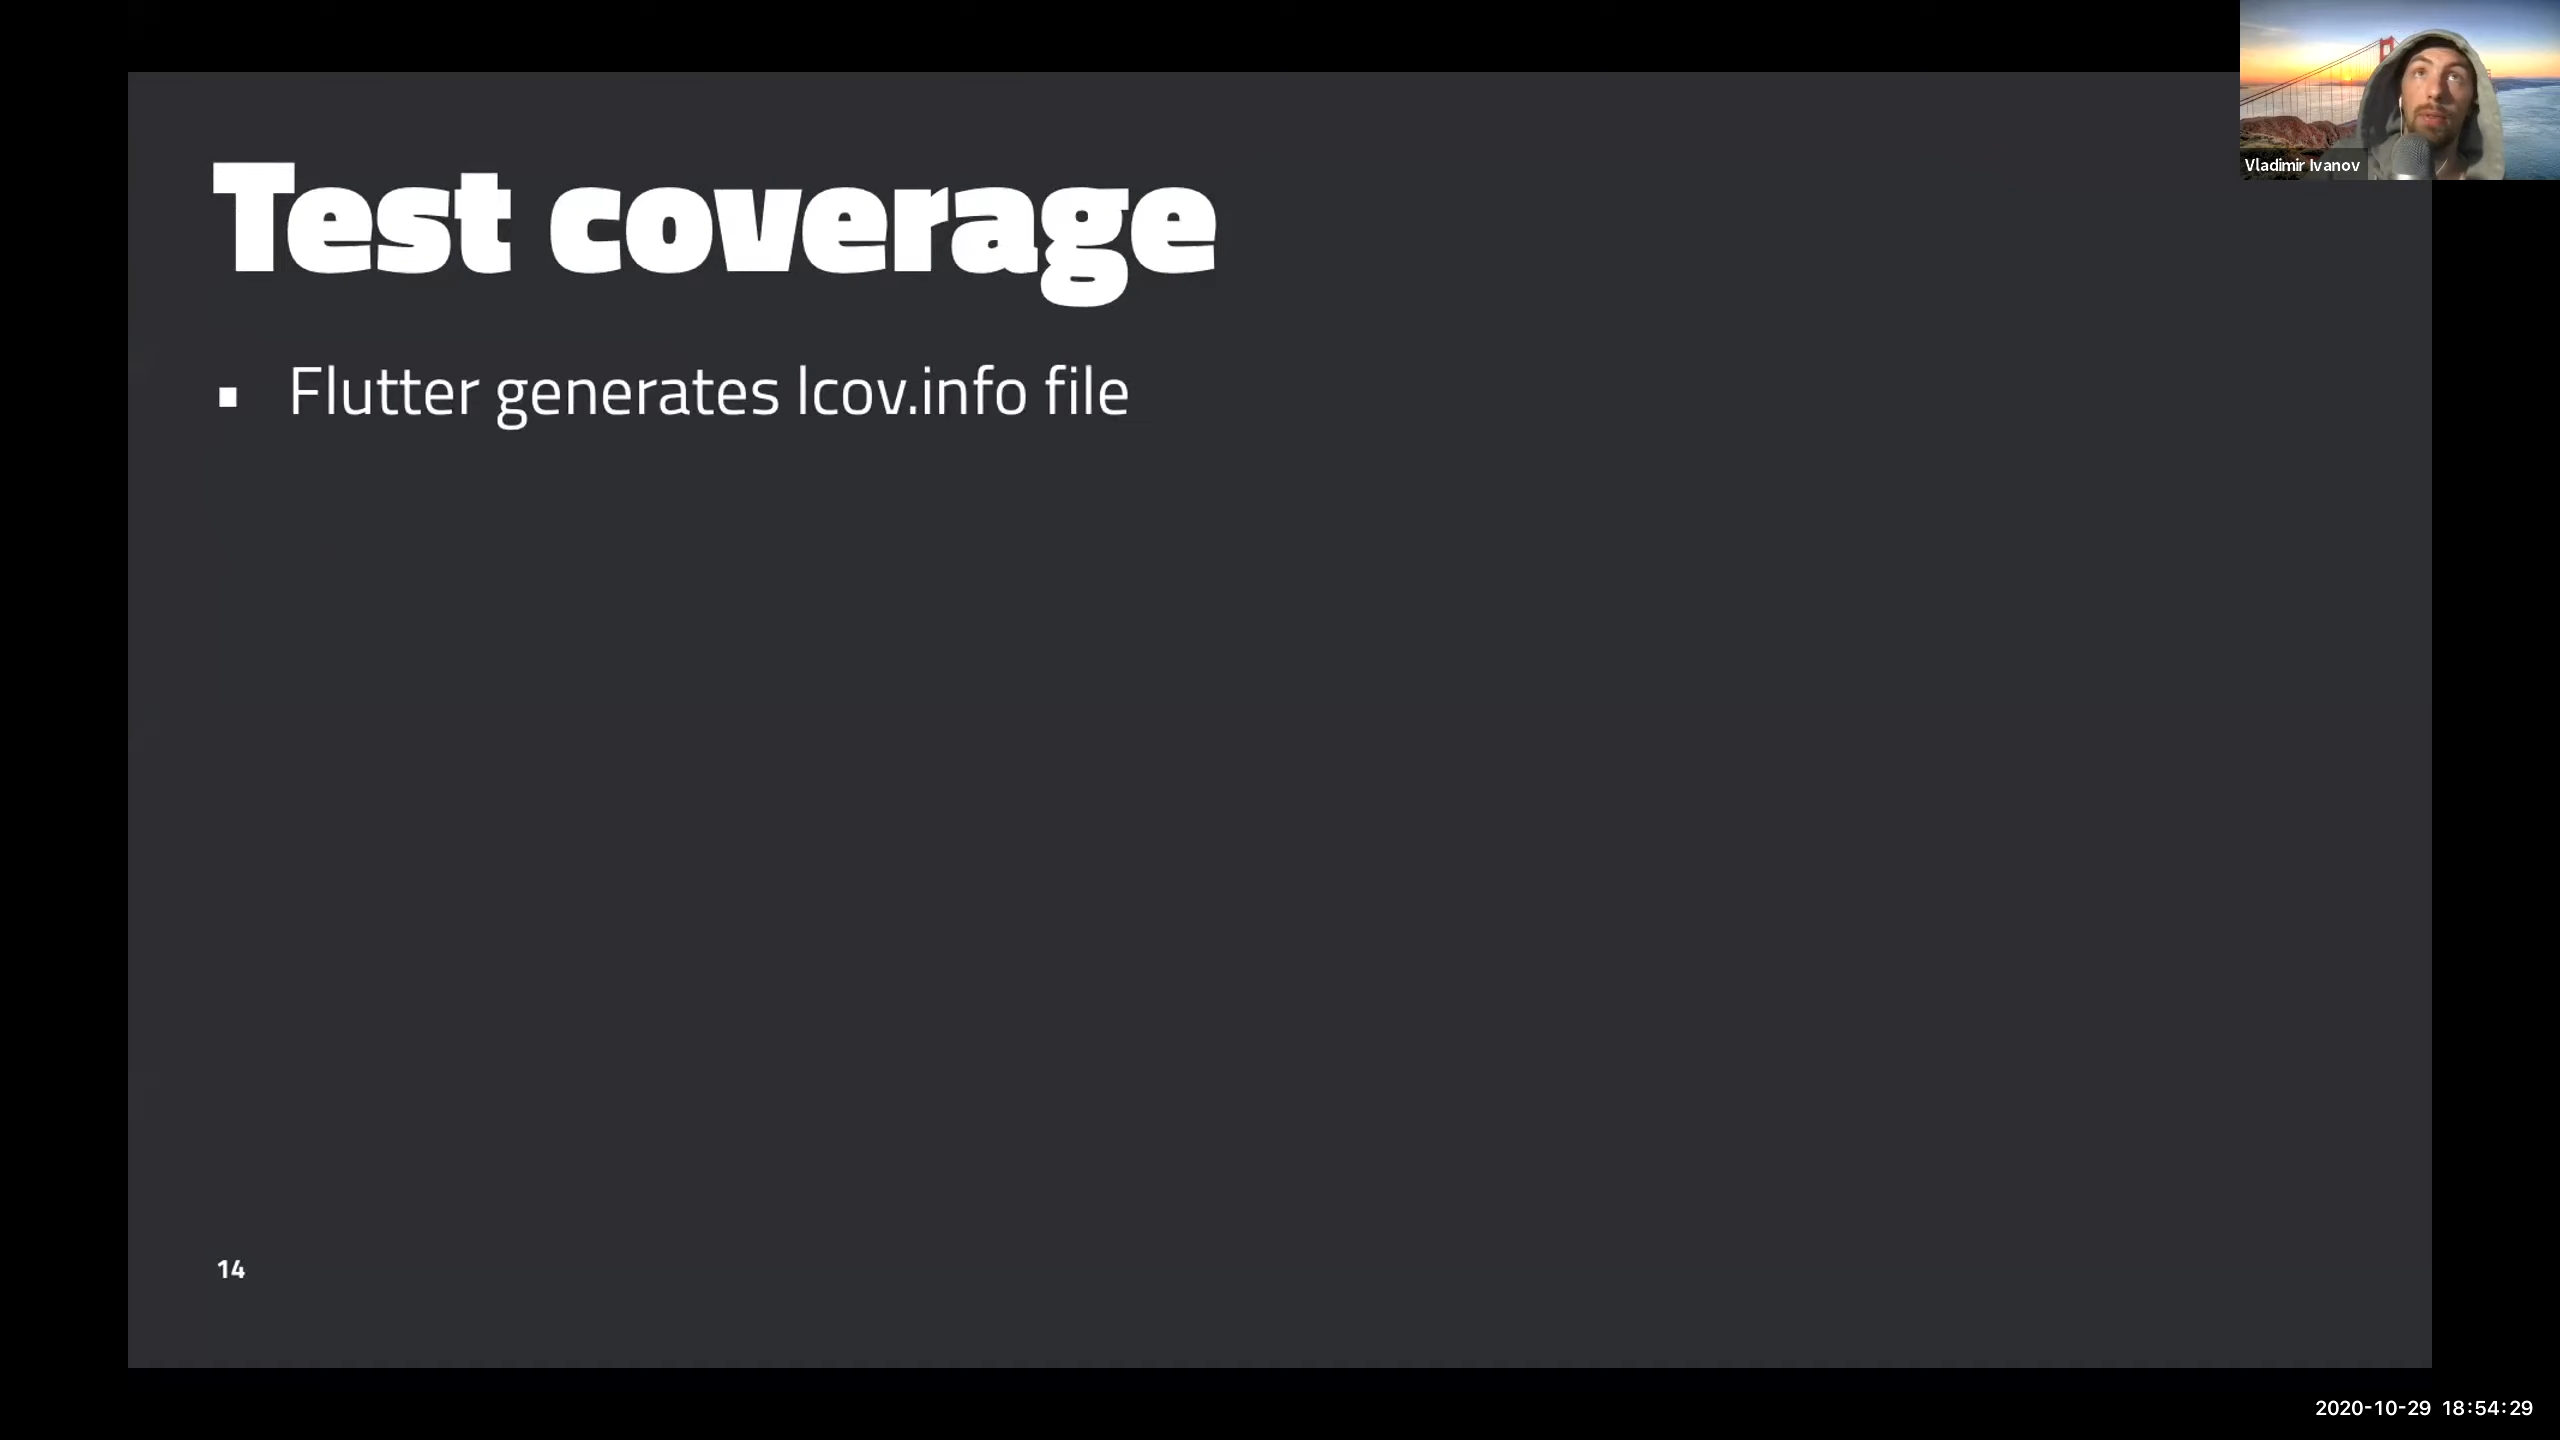 Vladimir Ivanov
Test coverage
▪ Flutter generates lcov.info file
14
2020-10-29 18:54:29